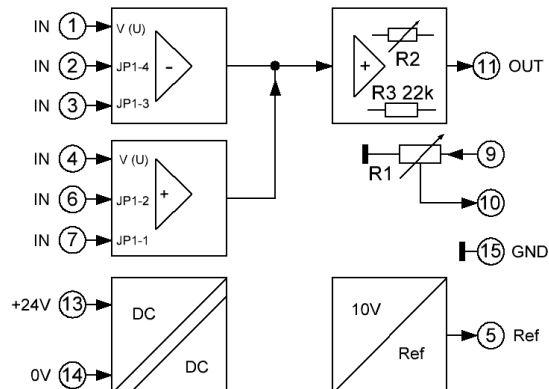 IN 1 V (U)
IN 2 JP1-4 - + R2 11 OUT
IN 3 JP1-3 R3 22k
IN 4 V (U) R1 9
IN 6 JP1-2 + 10
IN 7 JP1-1
15 GND
+24V 13 DC 10V
5 Ref
0V 14 DC Ref